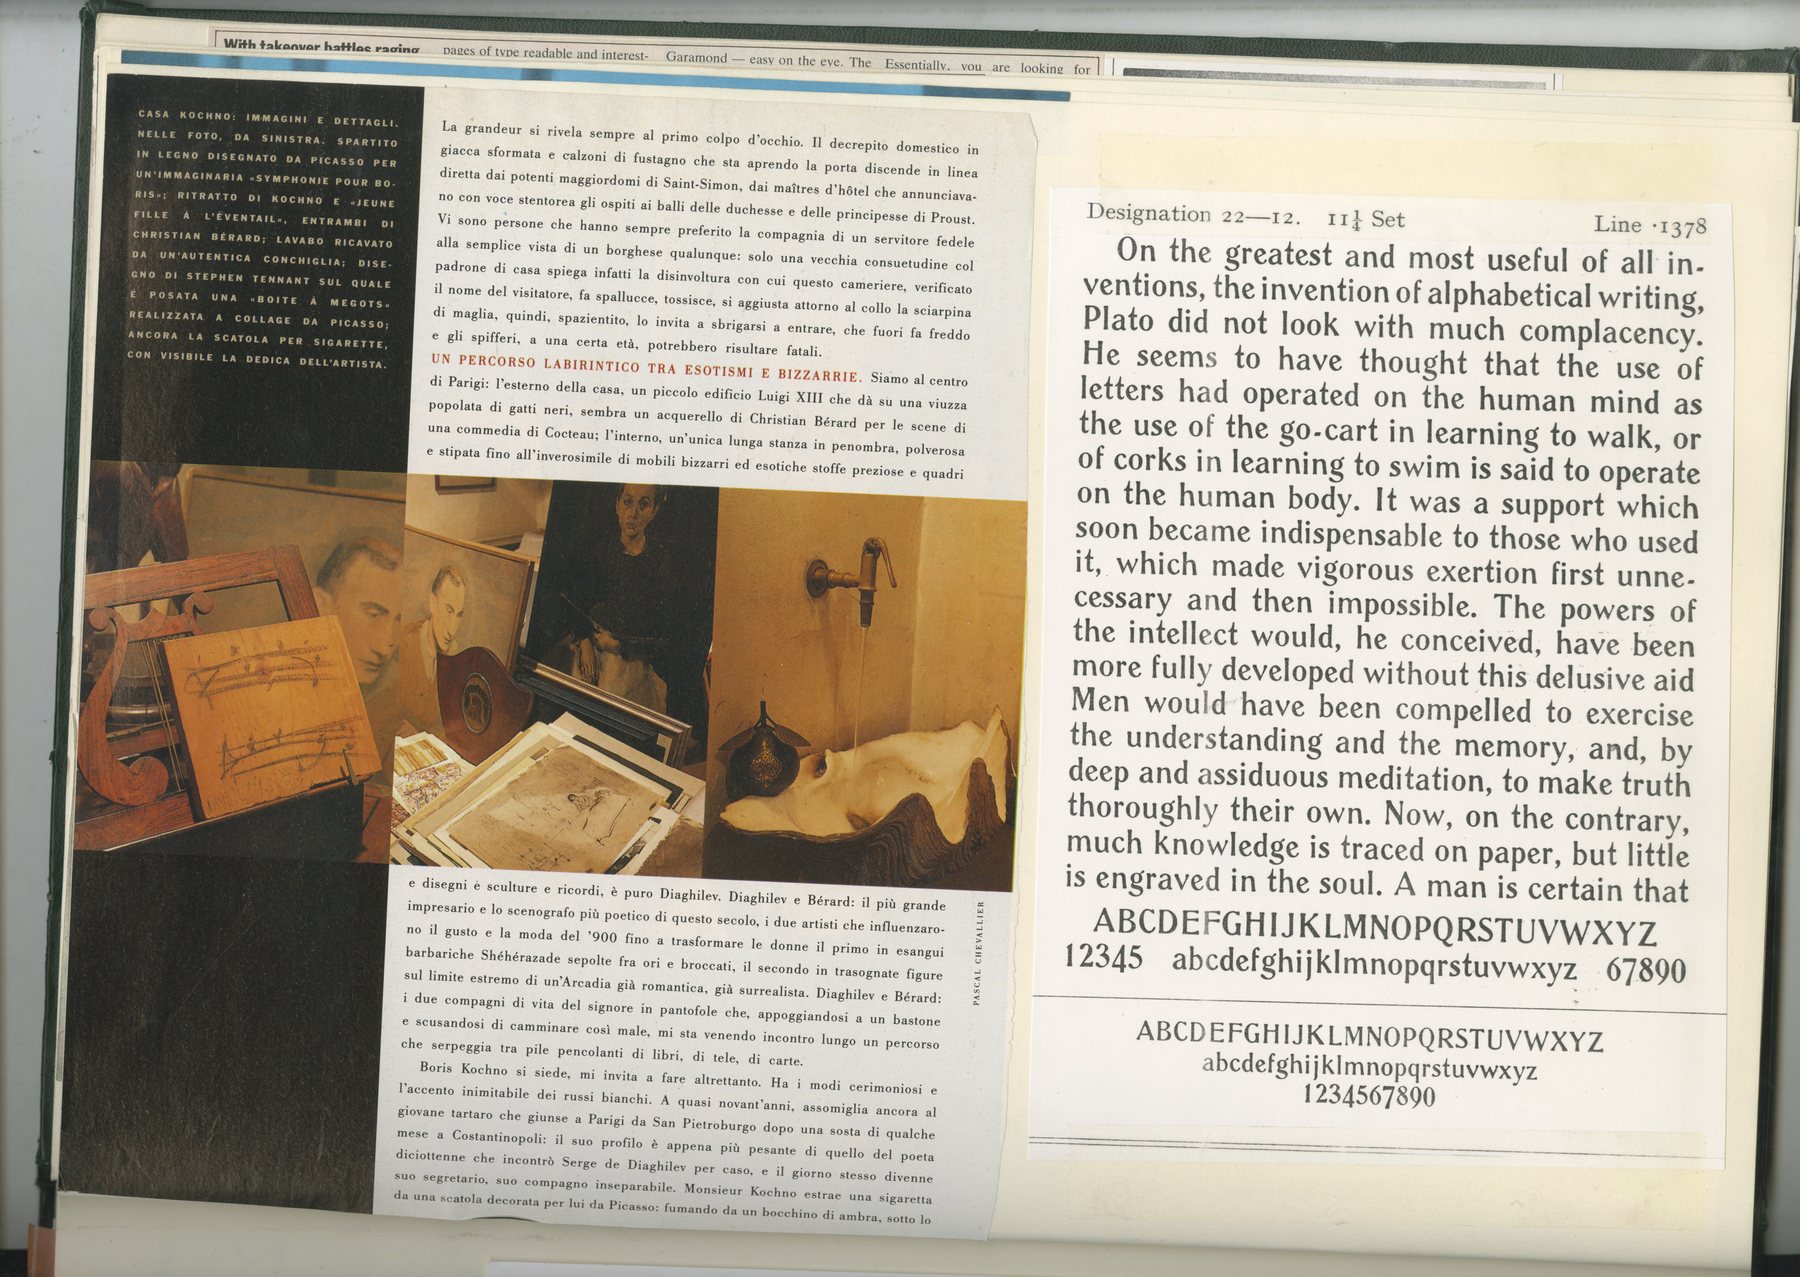 With takeover battles raging
pages of type readable and interest-
Garamond — easy on the eye. The
Essentially, you are looking for
CASA KOCHNO: IMMAGINI E DETTAGLI.
NELLE FOTO, DA SINISTRA: SPARTITO
IN LEGNO DISEGNATO DA PICASSO PER
UN'IMMAGINARIA «SYMPHONIE POUR BO-
RIS»; RITRATTO DI KOCHNO E «JEUNE
FILLE À L'ÉVENTAIL», ENTRAMBI DI
CHRISTIAN BÉRARD; LAVABO RICAVATO
DA UN'AUTENTICA CONCHIGLIA; DISE-
GNO DI STEPHEN TENNANT SUL QUALE
È POSATA UNA «BOITE À MEGOTS»
REALIZZATA A COLLAGE DA PICASSO;
ANCORA LA SCATOLA PER SIGARETTE,
CON VISIBILE LA DEDICA DELL'ARTISTA.
La grandeur si rivela sempre al primo colpo d'occhio. Il decrepito domestico in
giacca sformata e calzoni di fustagno che sta aprendo la porta discende in linea
diretta dai potenti maggiordomi di Saint-Simon, dai maîtres d'hôtel che annunciava-
no con voce stentorea gli ospiti ai balli delle duchesse e delle principesse di Proust.
Vi sono persone che hanno sempre preferito la compagnia di un servitore fedele
alla semplice vista di un borghese qualunque: solo una vecchia consuetudine col
padrone di casa spiega infatti la disinvoltura con cui questo cameriere, verificato
il nome del visitatore, fa spallucce, tossisce, si aggiusta attorno al collo la sciarpina
di maglia, quindi, spazientito, lo invita a sbrigarsi a entrare, che fuori fa freddo
e gli spifferi, a una certa età, potrebbero risultare fatali.
UN PERCORSO LABIRINTICO TRA ESOTISMI E BIZZARRIE. Siamo al centro
di Parigi: l'esterno della casa, un piccolo edificio Luigi XIII che dà su una viuzza
popolata di gatti neri, sembra un acquerello di Christian Bérard per le scene di
una commedia di Cocteau; l'interno, un'unica lunga stanza in penombra, polverosa
e stipata fino all'inverosimile di mobili bizzarri ed esotiche stoffe preziose e quadri
e disegni e sculture e ricordi, è puro Diaghilev. Diaghilev e Bérard: il più grande
impresario e lo scenografo più poetico di questo secolo, i due artisti che influenzaro-
no il gusto e la moda del '900 fino a trasformare le donne il primo in esangui
barbariche Shéhérazade sepolte fra ori e broccati, il secondo in trasognate figure
sul limite estremo di un'Arcadia già romantica, già surrealista. Diaghilev e Bérard:
i due compagni di vita del signore in pantofole che, appoggiandosi a un bastone
e scusandosi di camminare così male, mi sta venendo incontro lungo un percorso
che serpeggia tra pile pencolanti di libri, di tele, di carte.
Boris Kochno si siede, mi invita a fare altrettanto. Ha i modi cerimoniosi e
l'accento inimitabile dei russi bianchi. A quasi novant'anni, assomiglia ancora al
giovane tartaro che giunse a Parigi da San Pietroburgo dopo una sosta di qualche
mese a Costantinopoli: il suo profilo è appena più pesante di quello del poeta
diciottenne che incontrò Serge de Diaghilev per caso, e il giorno stesso divenne
suo segretario, suo compagno inseparabile. Monsieur Kochno estrae una sigaretta
da una scatola decorata per lui da Picasso: fumando da un bocchino di ambra, sotto lo
PASCAL CHEVALLIER
Designation 22—12. 11¼ Set Line ·1378
On the greatest and most useful of all in-
ventions, the invention of alphabetical writing,
Plato did not look with much complacency.
He seems to have thought that the use of
letters had operated on the human mind as
the use of the go-cart in learning to walk, or
of corks in learning to swim is said to operate
on the human body. It was a support which
soon became indispensable to those who used
it, which made vigorous exertion first unne-
cessary and then impossible. The powers of
the intellect would, he conceived, have been
more fully developed without this delusive aid
Men would have been compelled to exercise
the understanding and the memory, and, by
deep and assiduous meditation, to make truth
thoroughly their own. Now, on the contrary,
much knowledge is traced on paper, but little
is engraved in the soul. A man is certain that
ABCDEFGHIJKLMNOPQRSTUVWXYZ
12345 abcdefghijklmnopqrstuvwxyz 67890
ABCDEFGHIJKLMNOPQRSTUVWXYZ
abcdefghijklmnopqrstuvwxyz
1234567890